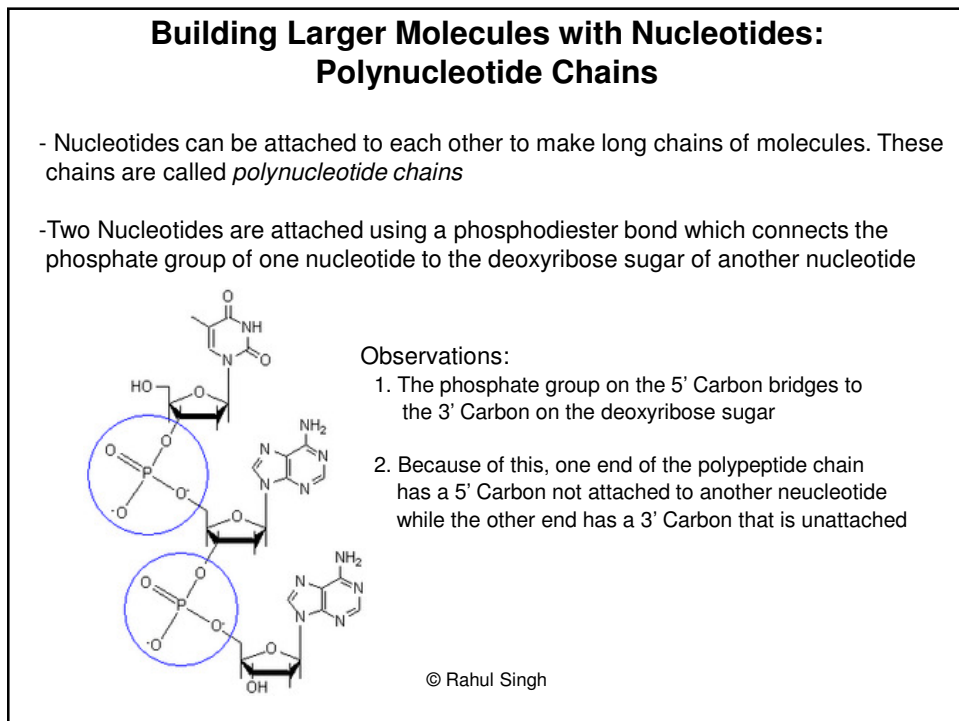 Building Larger Molecules with Nucleotides:
Polynucleotide Chains
- Nucleotides can be attached to each other to make long chains of molecules. These
chains are called polynucleotide chains
-Two Nucleotides are attached using a phosphodiester bond which connects the
phosphate group of one nucleotide to the deoxyribose sugar of another nucleotide
O
O
NH
N
O
HO
O
O
O
P
-O
O-
NH2
N
N
N
N
O
O
O
P
-O
O-
NH2
N
N
N
N
O
OH
Observations:
1. The phosphate group on the 5’ Carbon bridges to
the 3’ Carbon on the deoxyribose sugar
2. Because of this, one end of the polypeptide chain
has a 5’ Carbon not attached to another neucleotide
while the other end has a 3’ Carbon that is unattached
© Rahul Singh